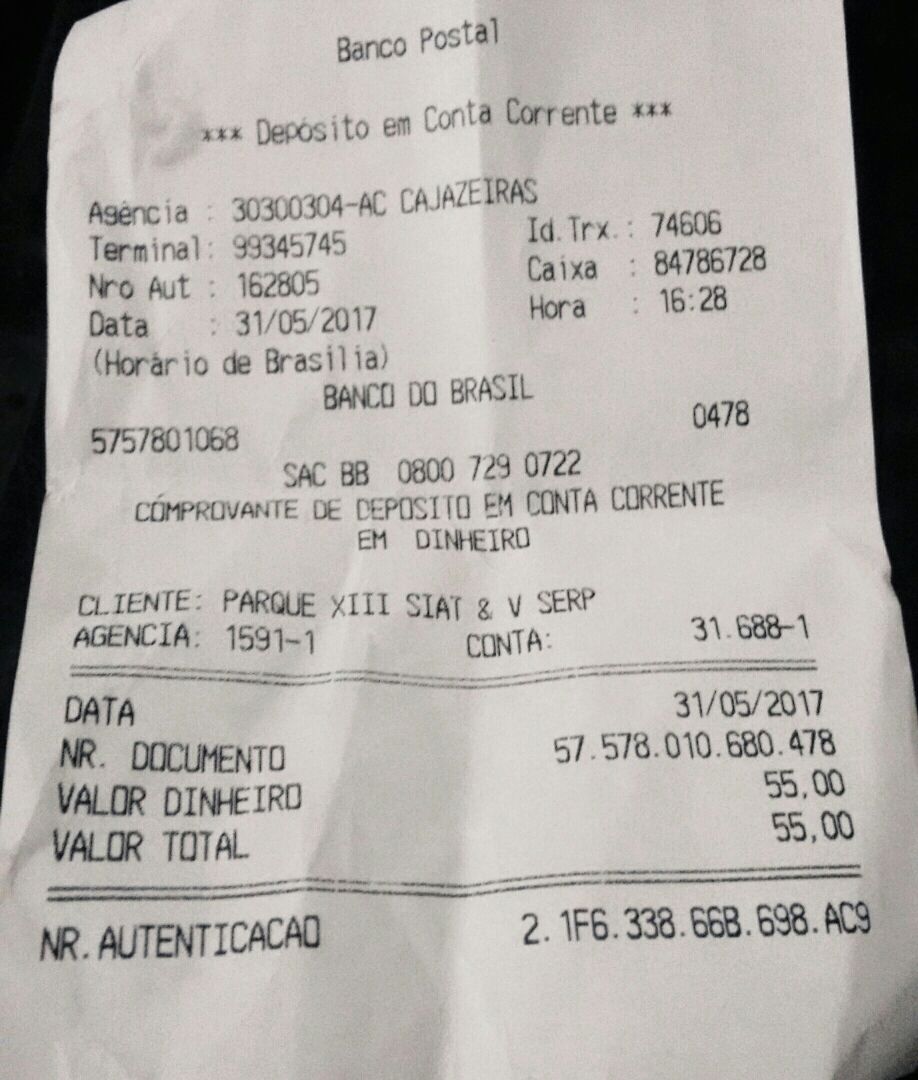 Banco Postal
*** Depósito em Conta Corrente ***
Agência : 30300304-AC CAJAZEIRAS
Terminal: 99345745 Id.Trx.: 74606
Nro Aut : 162805 Caixa : 84786728
Data : 31/05/2017 Hora : 16:28
(Horário de Brasília)
BANCO DO BRASIL
5757801068 0478
SAC BB 0800 729 0722
COMPROVANTE DE DEPOSITO EM CONTA CORRENTE
EM DINHEIRO
CLIENTE: PARQUE XIII SIAT & V SERP
AGENCIA: 1591-1 CONTA: 31.688-1
DATA 31/05/2017
NR. DOCUMENTO 57.578.010.680.478
VALOR DINHEIRO 55,00
VALOR TOTAL 55,00
NR.AUTENTICACAO 2.1F6.338.66B.698.AC9